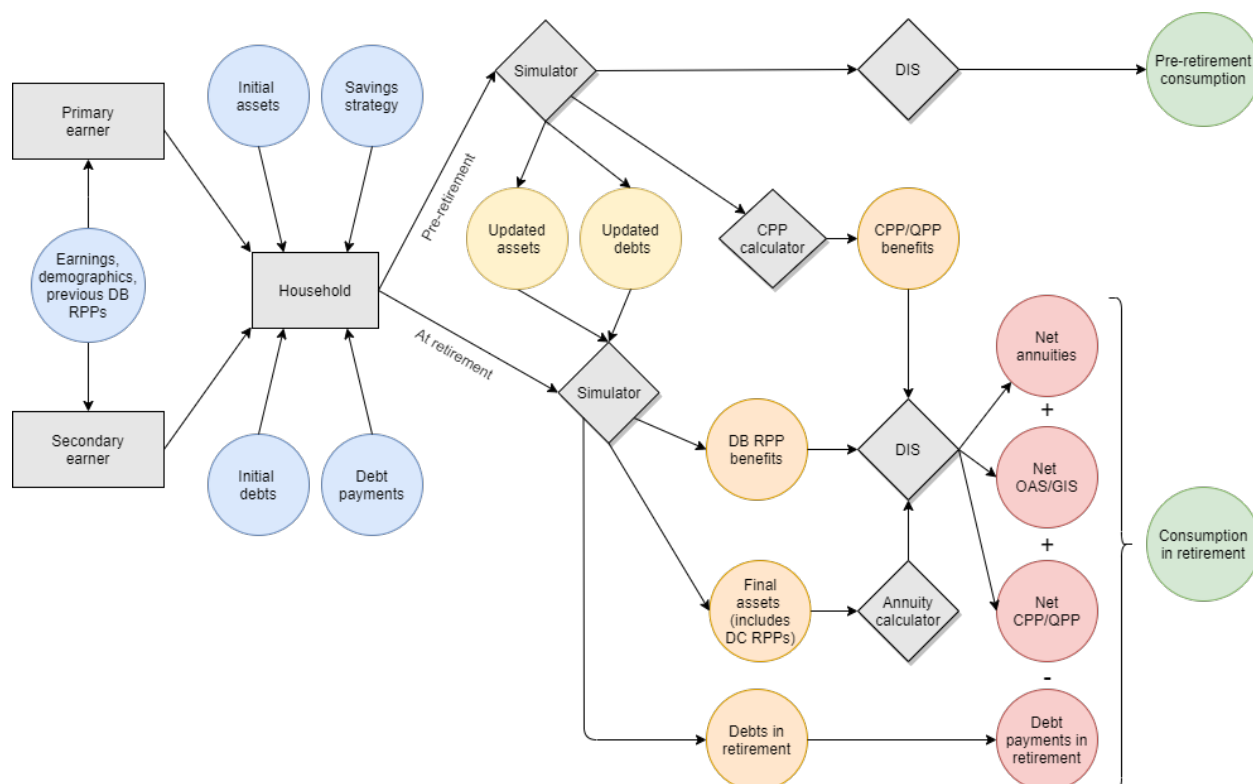 Primary
earner
Earnings,
demographics,
previous DB
RPPs
Secondary
earner
Initial
assets
Savings
strategy
Household
Initial
debts
Debt
payments
Pre-retirement
At retirement
Simulator
DIS
Pre-retirement
consumption
Updated
assets
Updated
debts
CPP
calculator
CPP/QPP
benefits
Simulator
DB RPP
benefits
DIS
Final
assets
(includes
DC RPPs)
Annuity
calculator
Debts in
retirement
Net
annuities
+
Net
OAS/GIS
+
Net
CPP/QPP
-
Debt
payments in
retirement
Consumption
in retirement